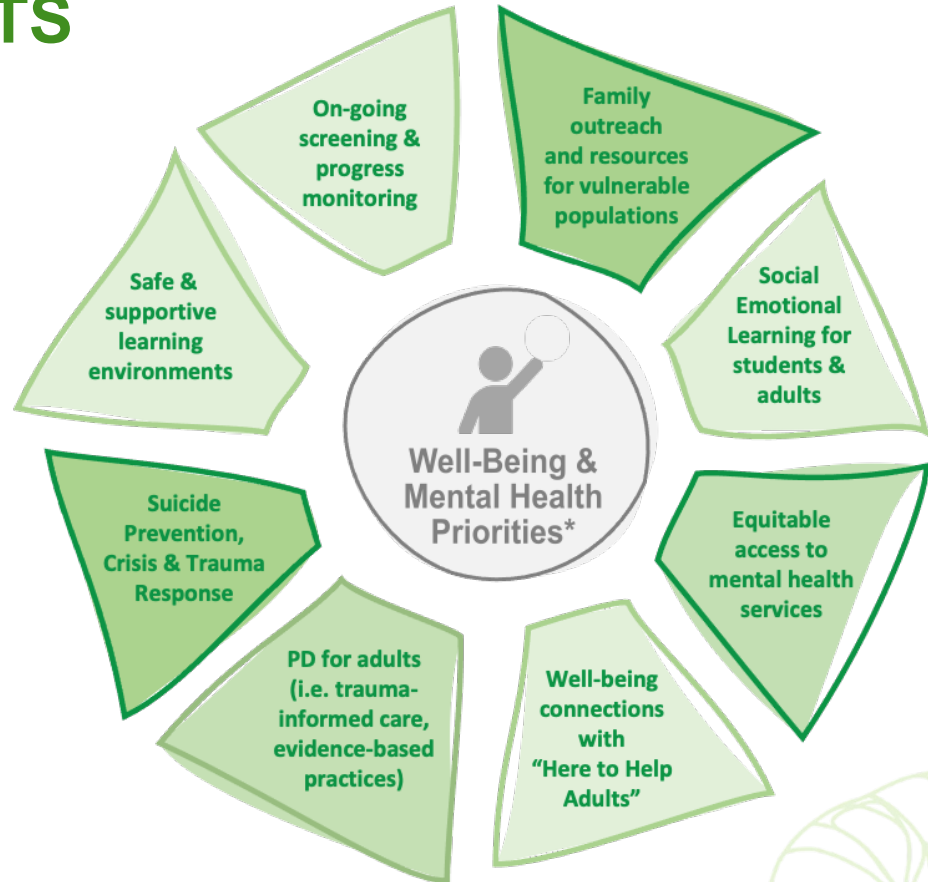 TS
On-going
screening &
progress
monitoring
Family
outreach
and resources
for vulnerable
populations
Social
Emotional
Learning for
students &
adults
Equitable
access to
mental health
services
Well-being
connections
with
“Here to Help
Adults”
PD for adults
(i.e. trauma-
informed care,
evidence-based
practices)
Suicide
Prevention,
Crisis & Trauma
Response
Safe &
supportive
learning
environments
Well-Being &
Mental Health
Priorities*